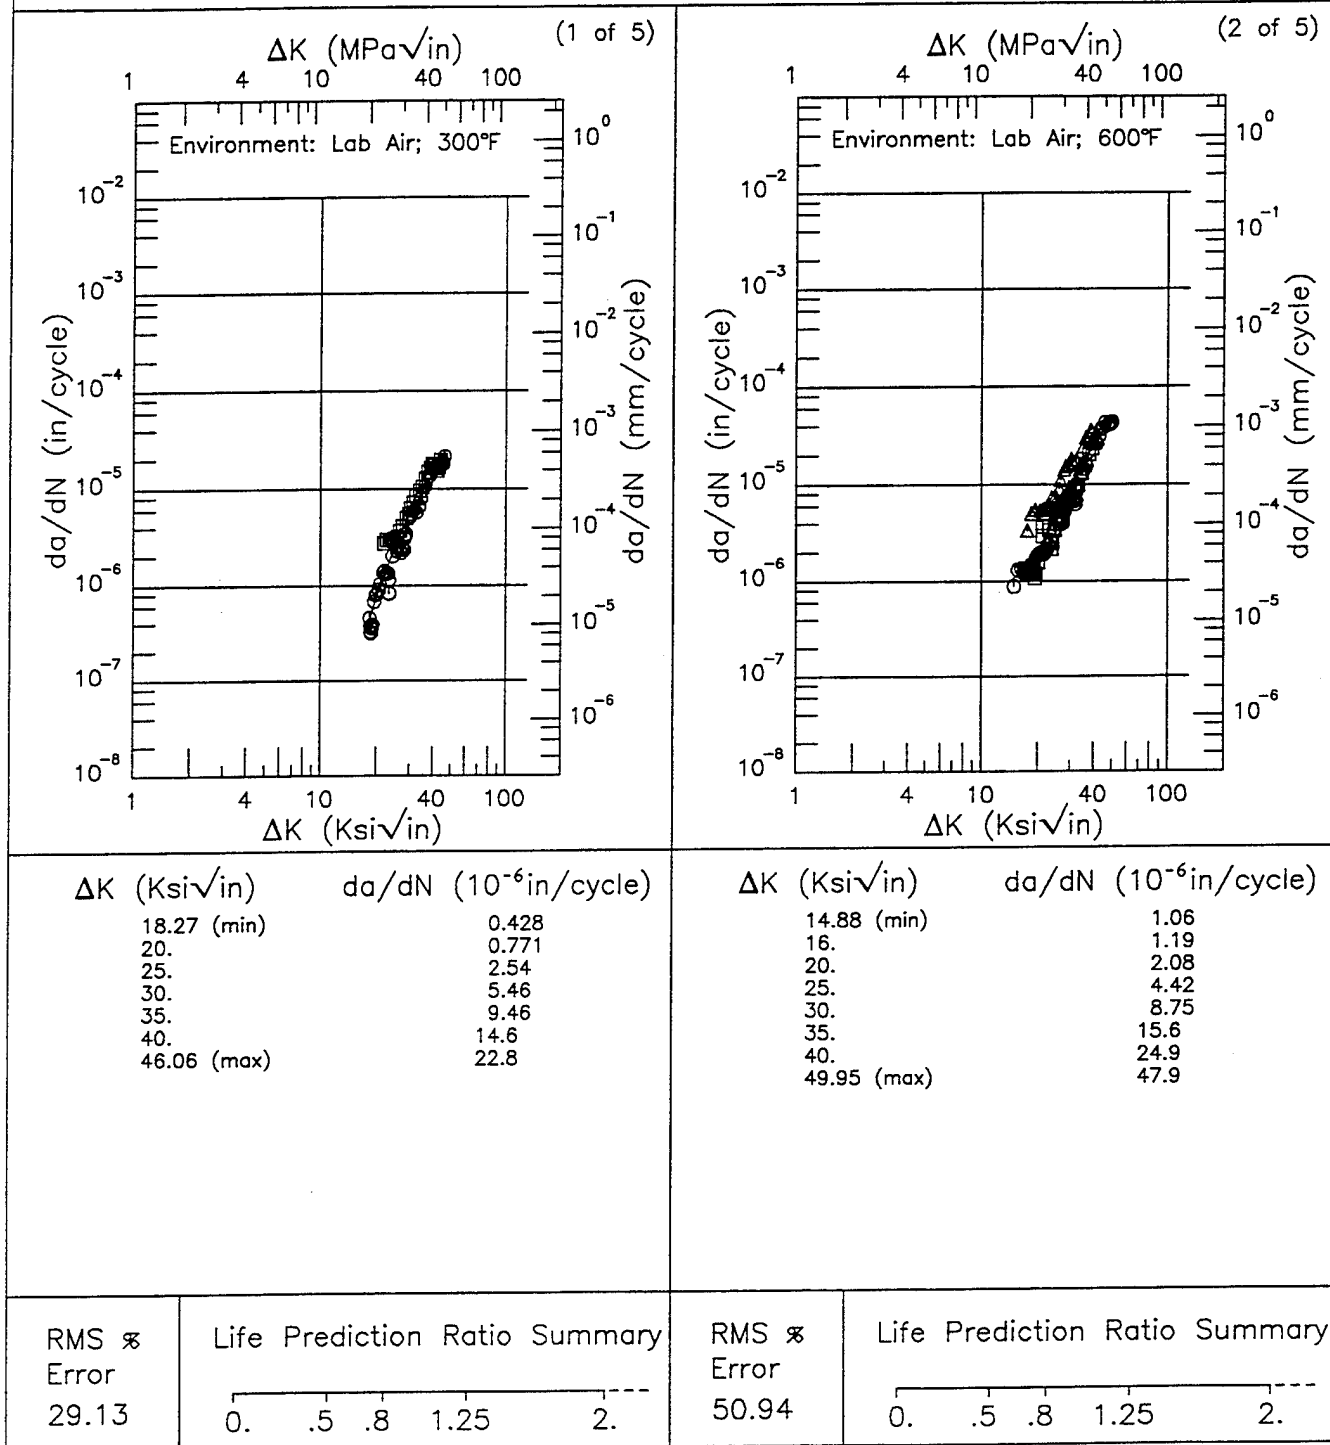 (1 of 5)
ΔK (MPa√in)
1 4 10 40 100
Environment: Lab Air; 300°F
10⁰
10⁻²
10⁻¹
10⁻³
10⁻²
10⁻⁴
10⁻³
10⁻⁵
10⁻⁴
10⁻⁶
10⁻⁵
10⁻⁷
10⁻⁶
10⁻⁸
da/dN (in/cycle)
da/dN (mm/cycle)
1 4 10 40 100
ΔK (Ksi√in)
ΔK (Ksi√in) da/dN (10⁻⁶in/cycle)
18.27 (min) 0.428
20. 0.771
25. 2.54
30. 5.46
35. 9.46
40. 14.6
46.06 (max) 22.8
RMS % Life Prediction Ratio Summary
Error
29.13 0. .5 .8 1.25 2.
(2 of 5)
ΔK (MPa√in)
1 4 10 40 100
Environment: Lab Air; 600°F
10⁰
10⁻²
10⁻¹
10⁻³
10⁻²
10⁻⁴
10⁻³
10⁻⁵
10⁻⁴
10⁻⁶
10⁻⁵
10⁻⁷
10⁻⁶
10⁻⁸
da/dN (in/cycle)
da/dN (mm/cycle)
1 4 10 40 100
ΔK (Ksi√in)
ΔK (Ksi√in) da/dN (10⁻⁶in/cycle)
14.88 (min) 1.06
16. 1.19
20. 2.08
25. 4.42
30. 8.75
35. 15.6
40. 24.9
49.95 (max) 47.9
RMS % Life Prediction Ratio Summary
Error
50.94 0. .5 .8 1.25 2.